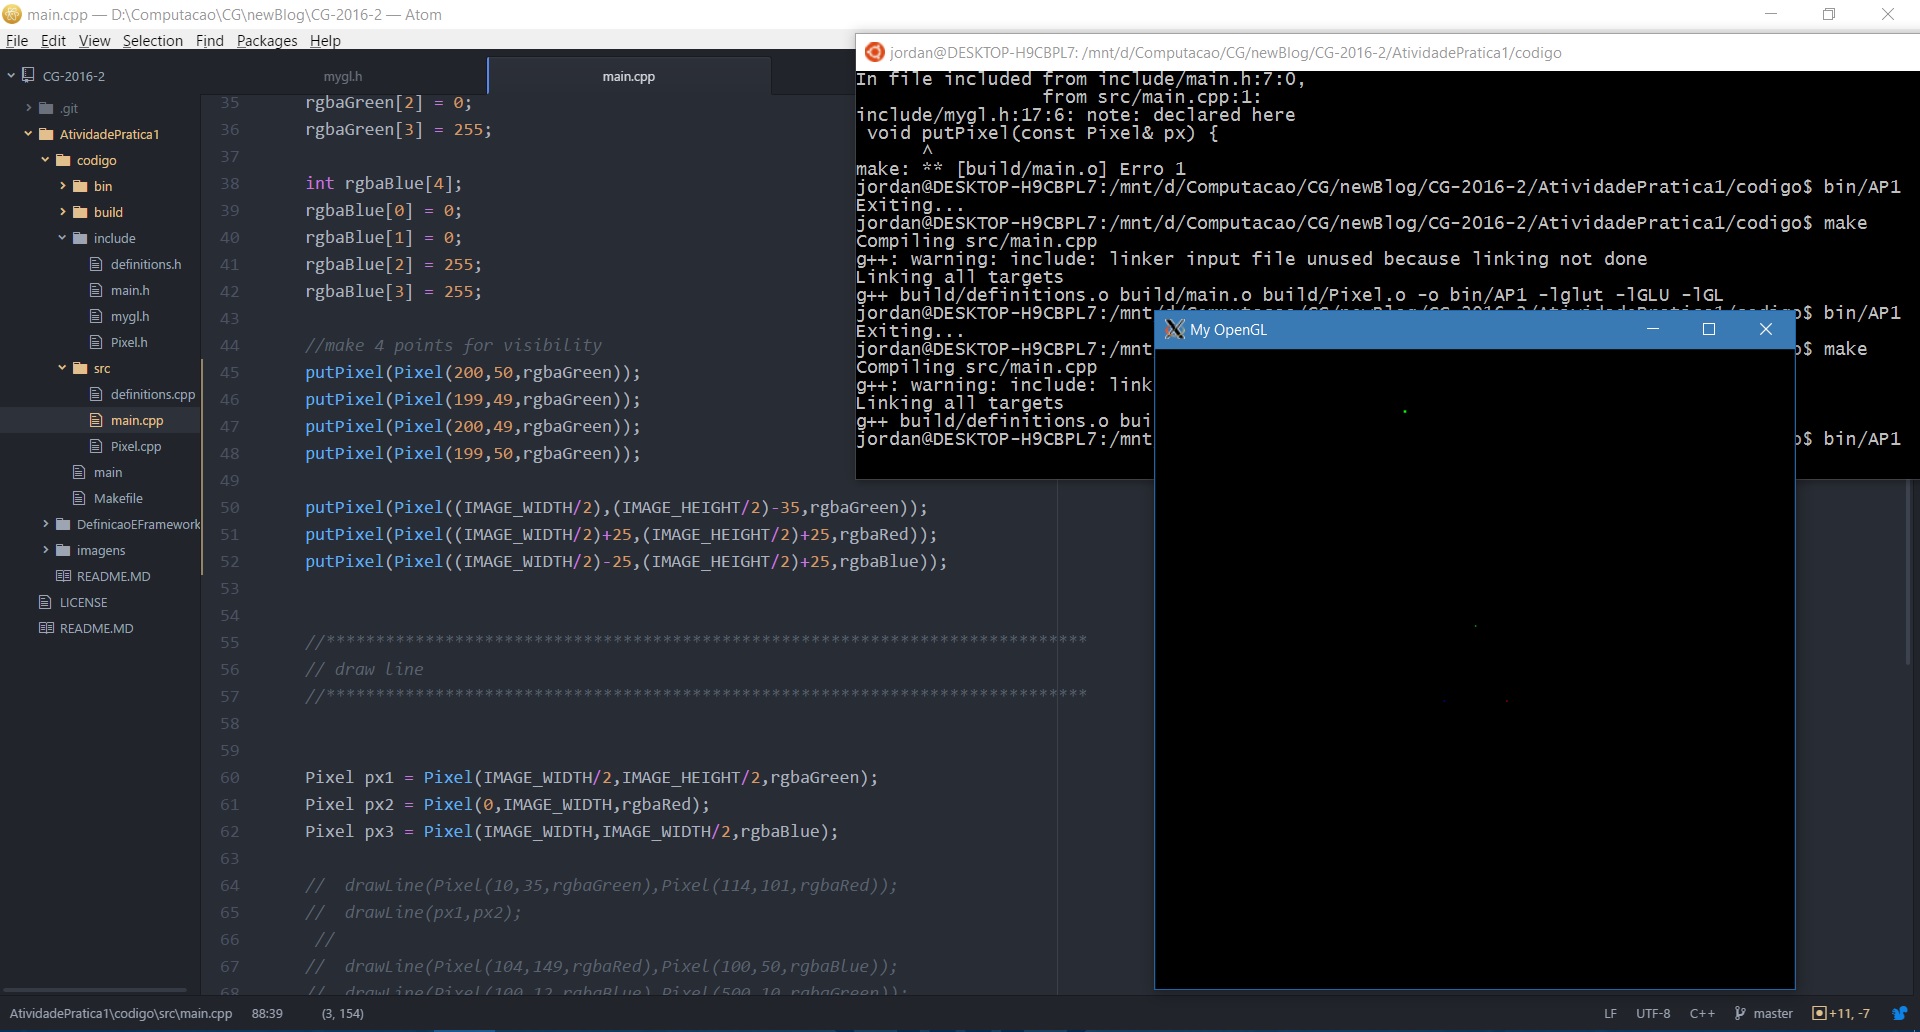 main.cpp — D:\Computacao\CG\newBlog\CG-2016-2 — Atom
File Edit View Selection Find Packages Help
CG-2016-2
.git
AtividadePratica1
codigo
bin
build
include
definitions.h
main.h
mygl.h
Pixel.h
src
definitions.cpp
main.cpp
Pixel.cpp
main
Makefile
DefinicaoEFramework
imagens
README.MD
LICENSE
README.MD
mygl.h main.cpp
35 rgbaGreen[2] = 0;
36 rgbaGreen[3] = 255;
37
38 int rgbaBlue[4];
39 rgbaBlue[0] = 0;
40 rgbaBlue[1] = 0;
41 rgbaBlue[2] = 255;
42 rgbaBlue[3] = 255;
43
44 //make 4 points for visibility
45 putPixel(Pixel(200,50,rgbaGreen));
46 putPixel(Pixel(199,49,rgbaGreen));
47 putPixel(Pixel(200,49,rgbaGreen));
48 putPixel(Pixel(199,50,rgbaGreen));
49
50 putPixel(Pixel((IMAGE_WIDTH/2),(IMAGE_HEIGHT/2)-35,rgbaGreen));
51 putPixel(Pixel((IMAGE_WIDTH/2)+25,(IMAGE_HEIGHT/2)+25,rgbaRed));
52 putPixel(Pixel((IMAGE_WIDTH/2)-25,(IMAGE_HEIGHT/2)+25,rgbaBlue));
53
54
55 //*****************************************************************************
56 // draw line
57 //*****************************************************************************
58
59
60 Pixel px1 = Pixel(IMAGE_WIDTH/2,IMAGE_HEIGHT/2,rgbaGreen);
61 Pixel px2 = Pixel(0,IMAGE_WIDTH,rgbaRed);
62 Pixel px3 = Pixel(IMAGE_WIDTH,IMAGE_WIDTH/2,rgbaBlue);
63
64 // drawLine(Pixel(10,35,rgbaGreen),Pixel(114,101,rgbaRed));
65 // drawLine(px1,px2);
66 //
67 // drawLine(Pixel(104,149,rgbaRed),Pixel(100,50,rgbaBlue));
68 // drawLine(Pixel(100,12,rgbaBlue),Pixel(500,10,rgbaGreen));
jordan@DESKTOP-H9CBPL7: /mnt/d/Computacao/CG/newBlog/CG-2016-2/AtividadePratica1/codigo
In file included from include/main.h:7:0,
from src/main.cpp:1:
include/mygl.h:17:6: note: declared here
void putPixel(const Pixel& px) {
^
make: ** [build/main.o] Erro 1
jordan@DESKTOP-H9CBPL7:/mnt/d/Computacao/CG/newBlog/CG-2016-2/AtividadePratica1/codigo$ bin/AP1
Exiting...
jordan@DESKTOP-H9CBPL7:/mnt/d/Computacao/CG/newBlog/CG-2016-2/AtividadePratica1/codigo$ make
Compiling src/main.cpp
g++: warning: include: linker input file unused because linking not done
Linking all targets
g++ build/definitions.o build/main.o build/Pixel.o -o bin/AP1 -lglut -lGLU -lGL
jordan@DESKTOP-H9CBPL7:/mnt/d/Computacao/CG/newBlog/CG-2016-2/AtividadePratica1/codigo$ bin/AP1
Exiting...
jordan@DESKTOP-H9CBPL7:/mnt o$ make
Compiling src/main.cpp
g++: warning: include: link
Linking all targets
g++ build/definitions.o bui
jordan@DESKTOP-H9CBPL7:/mnt o$ bin/AP1
My OpenGL
AtividadePratica1\codigo\src\main.cpp 88:39 (3, 154) LF UTF-8 C++ master +11, -7